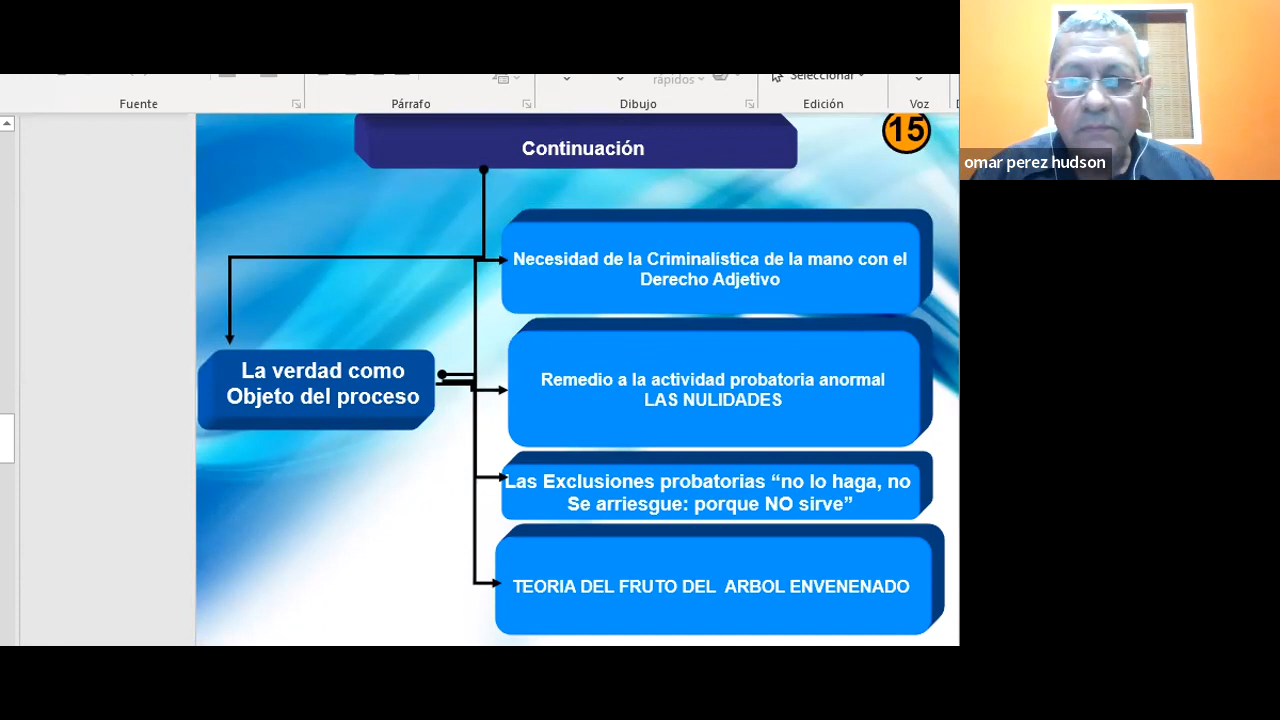 rápidos
Seleccionar
Fuente
Párrafo
Dibujo
Edición
Voz
Continuación
15
Necesidad de la Criminalística de la mano con el
Derecho Adjetivo
La verdad como
Objeto del proceso
Remedio a la actividad probatoria anormal
LAS NULIDADES
Las Exclusiones probatorias “no lo haga, no
Se arriesgue: porque NO sirve”
TEORIA DEL FRUTO DEL ARBOL ENVENENADO
omar perez hudson